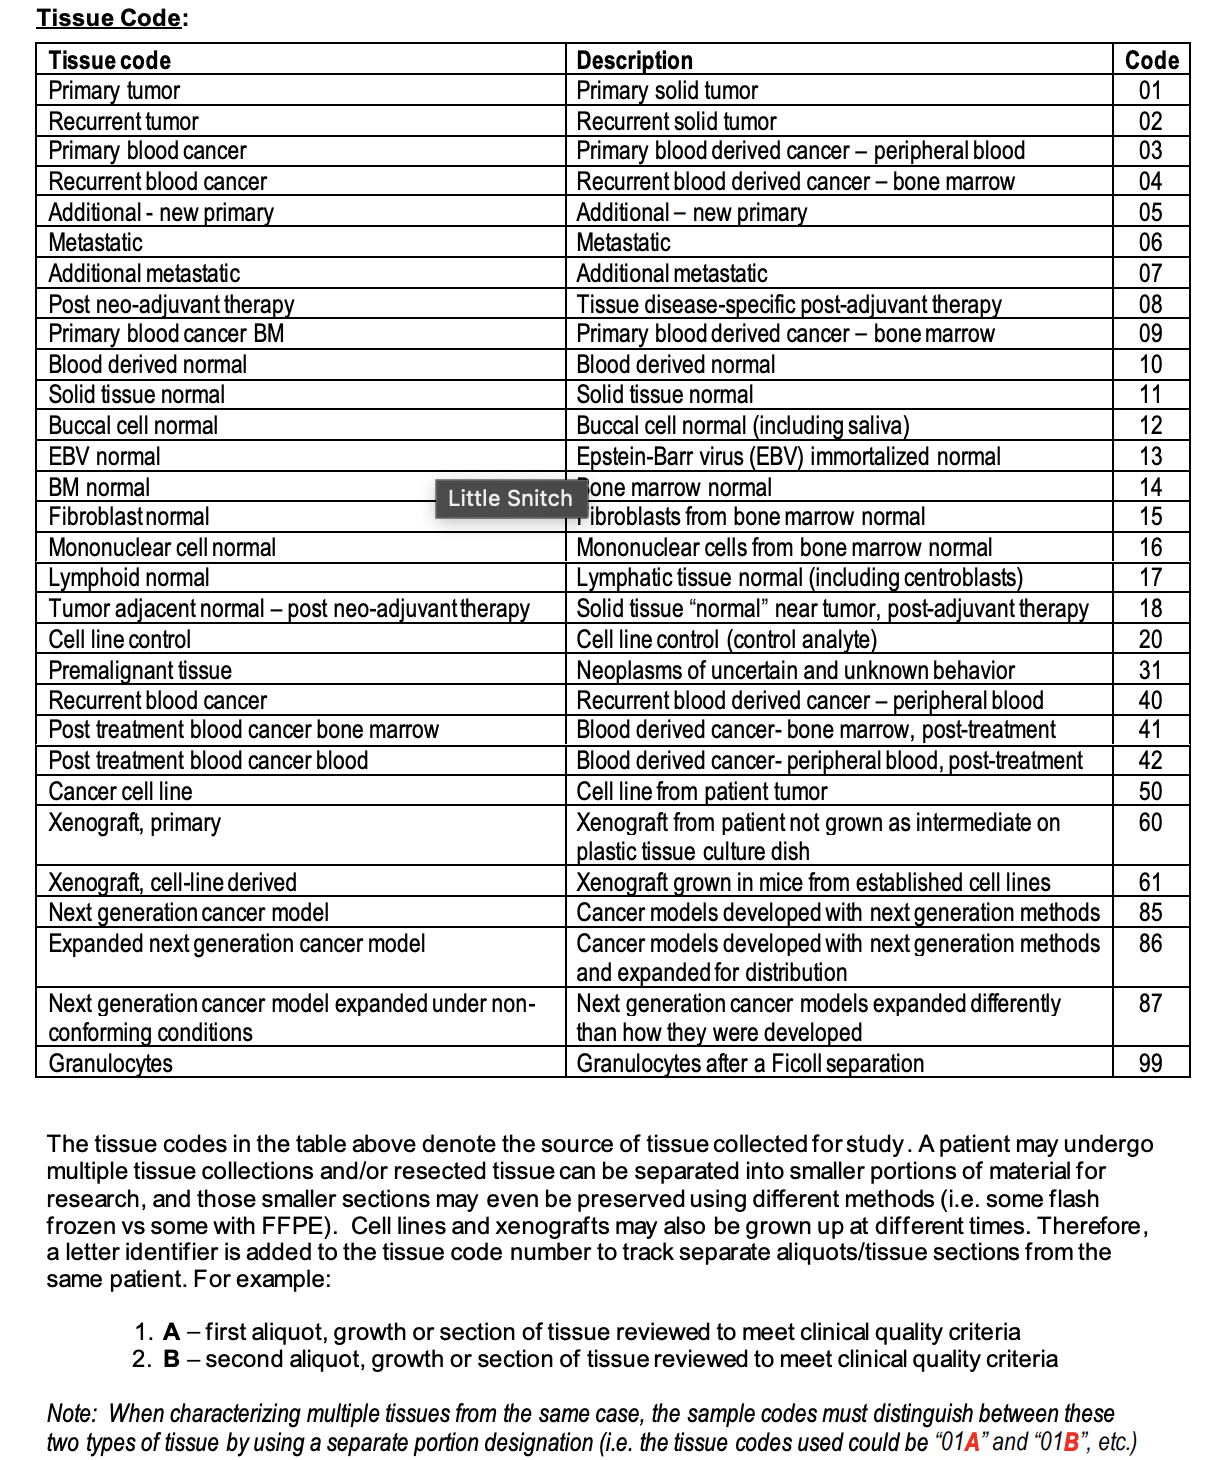 Tissue Code:
Tissue code Description Code
Primary tumor Primary solid tumor 01
Recurrent tumor Recurrent solid tumor 02
Primary blood cancer Primary blood derived cancer – peripheral blood 03
Recurrent blood cancer Recurrent blood derived cancer – bone marrow 04
Additional - new primary Additional – new primary 05
Metastatic Metastatic 06
Additional metastatic Additional metastatic 07
Post neo-adjuvant therapy Tissue disease-specific post-adjuvant therapy 08
Primary blood cancer BM Primary blood derived cancer – bone marrow 09
Blood derived normal Blood derived normal 10
Solid tissue normal Solid tissue normal 11
Buccal cell normal Buccal cell normal (including saliva) 12
EBV normal Epstein-Barr virus (EBV) immortalized normal 13
BM normal Bone marrow normal 14
Little Snitch
Fibroblast normal Fibroblasts from bone marrow normal 15
Mononuclear cell normal Mononuclear cells from bone marrow normal 16
Lymphoid normal Lymphatic tissue normal (including centroblasts) 17
Tumor adjacent normal – post neo-adjuvant therapy Solid tissue “normal” near tumor, post-adjuvant therapy 18
Cell line control Cell line control (control analyte) 20
Premalignant tissue Neoplasms of uncertain and unknown behavior 31
Recurrent blood cancer Recurrent blood derived cancer – peripheral blood 40
Post treatment blood cancer bone marrow Blood derived cancer- bone marrow, post-treatment 41
Post treatment blood cancer blood Blood derived cancer- peripheral blood, post-treatment 42
Cancer cell line Cell line from patient tumor 50
Xenograft, primary Xenograft from patient not grown as intermediate on 60
plastic tissue culture dish
Xenograft, cell-line derived Xenograft grown in mice from established cell lines 61
Next generation cancer model Cancer models developed with next generation methods 85
Expanded next generation cancer model Cancer models developed with next generation methods 86
and expanded for distribution
Next generation cancer model expanded under non- Next generation cancer models expanded differently 87
conforming conditions than how they were developed
Granulocytes Granulocytes after a Ficoll separation 99
The tissue codes in the table above denote the source of tissue collected for study. A patient may undergo
multiple tissue collections and/or resected tissue can be separated into smaller portions of material for
research, and those smaller sections may even be preserved using different methods (i.e. some flash
frozen vs some with FFPE). Cell lines and xenografts may also be grown up at different times. Therefore,
a letter identifier is added to the tissue code number to track separate aliquots/tissue sections from the
same patient. For example:
1. A – first aliquot, growth or section of tissue reviewed to meet clinical quality criteria
2. B – second aliquot, growth or section of tissue reviewed to meet clinical quality criteria
Note: When characterizing multiple tissues from the same case, the sample codes must distinguish between these
two types of tissue by using a separate portion designation (i.e. the tissue codes used could be “01A” and “01B”, etc.)